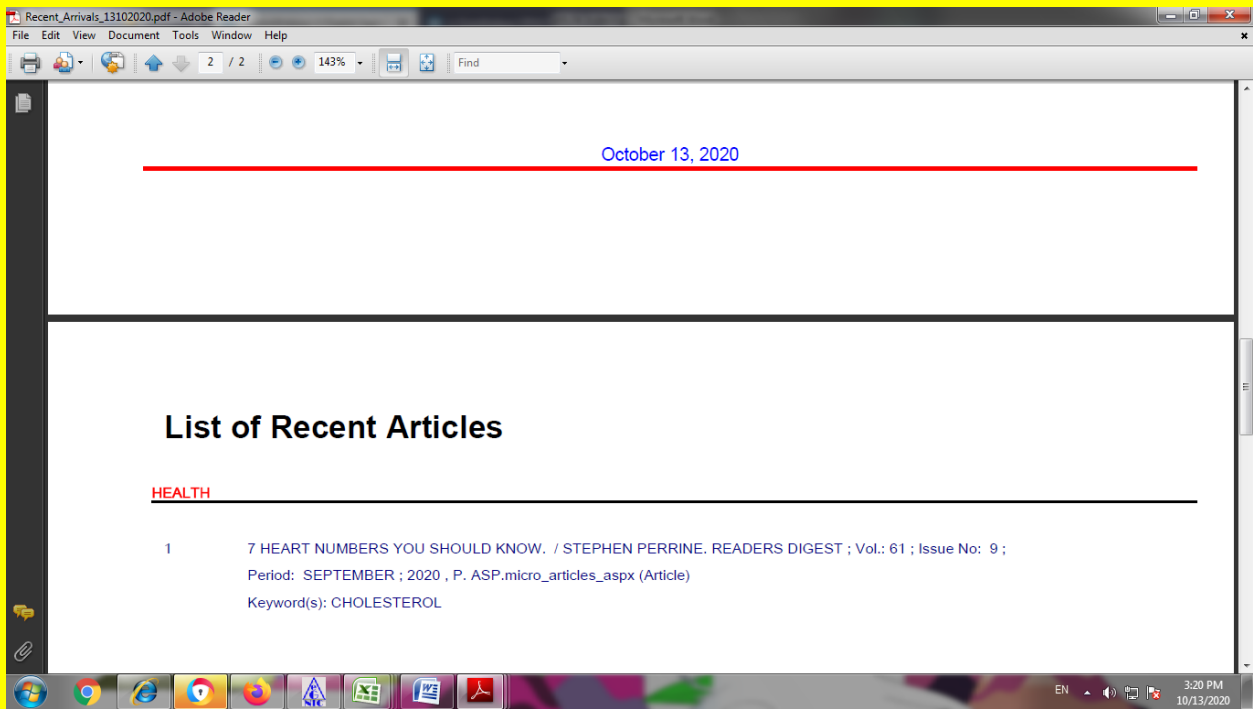 Recent_Arrivals_13102020.pdf - Adobe Reader
File Edit View Document Tools Window Help
2 / 2 143% Find
October 13, 2020
List of Recent Articles
HEALTH
1 7 HEART NUMBERS YOU SHOULD KNOW. / STEPHEN PERRINE. READERS DIGEST ; Vol.: 61 ; Issue No: 9 ;
Period: SEPTEMBER ; 2020 , P. ASP.micro_articles_aspx (Article)
Keyword(s): CHOLESTEROL
EN 3:20 PM
10/13/2020